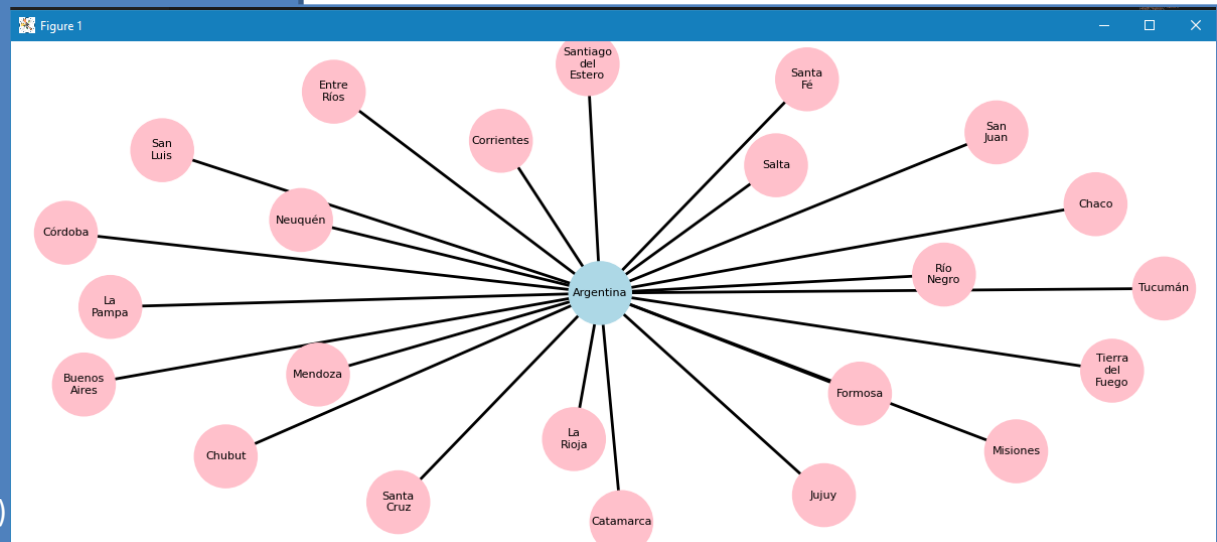 Figure 1
Santiago
del
Estero
Santa
Fé
Entre
Ríos
San
Juan
Corrientes
San
Luis
Salta
Chaco
Neuquén
Córdoba
Río
Negro
Tucumán
Argentina
La
Pampa
Tierra
del
Fuego
Mendoza
Buenos
Aires
Formosa
La
Rioja
Misiones
Chubut
Jujuy
Santa
Cruz
)
Catamarca